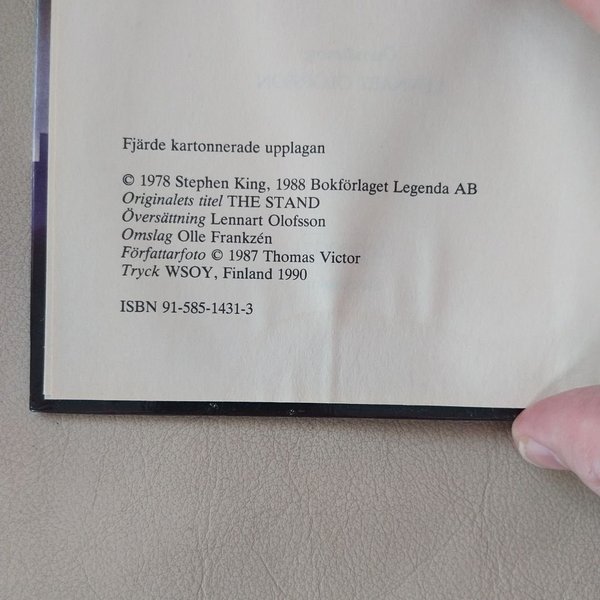 Fjärde kartonnerade upplagan
© 1978 Stephen King, 1988 Bokförlaget Legenda AB
Originalets titel THE STAND
Översättning Lennart Olofsson
Omslag Olle Frankzén
Författarfoto © 1987 Thomas Victor
Tryck WSOY, Finland 1990
ISBN 91-585-1431-3